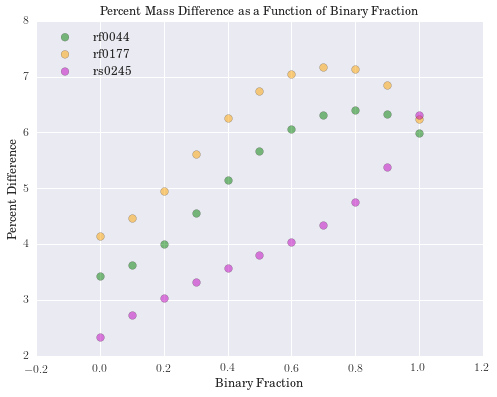 Percent Mass Difference as a Function of Binary Fraction
8
rf0044
rf0177
rs0245
7
6
5
4
3
2
Percent Difference
−0.2 0.0 0.2 0.4 0.6 0.8 1.0 1.2
Binary Fraction